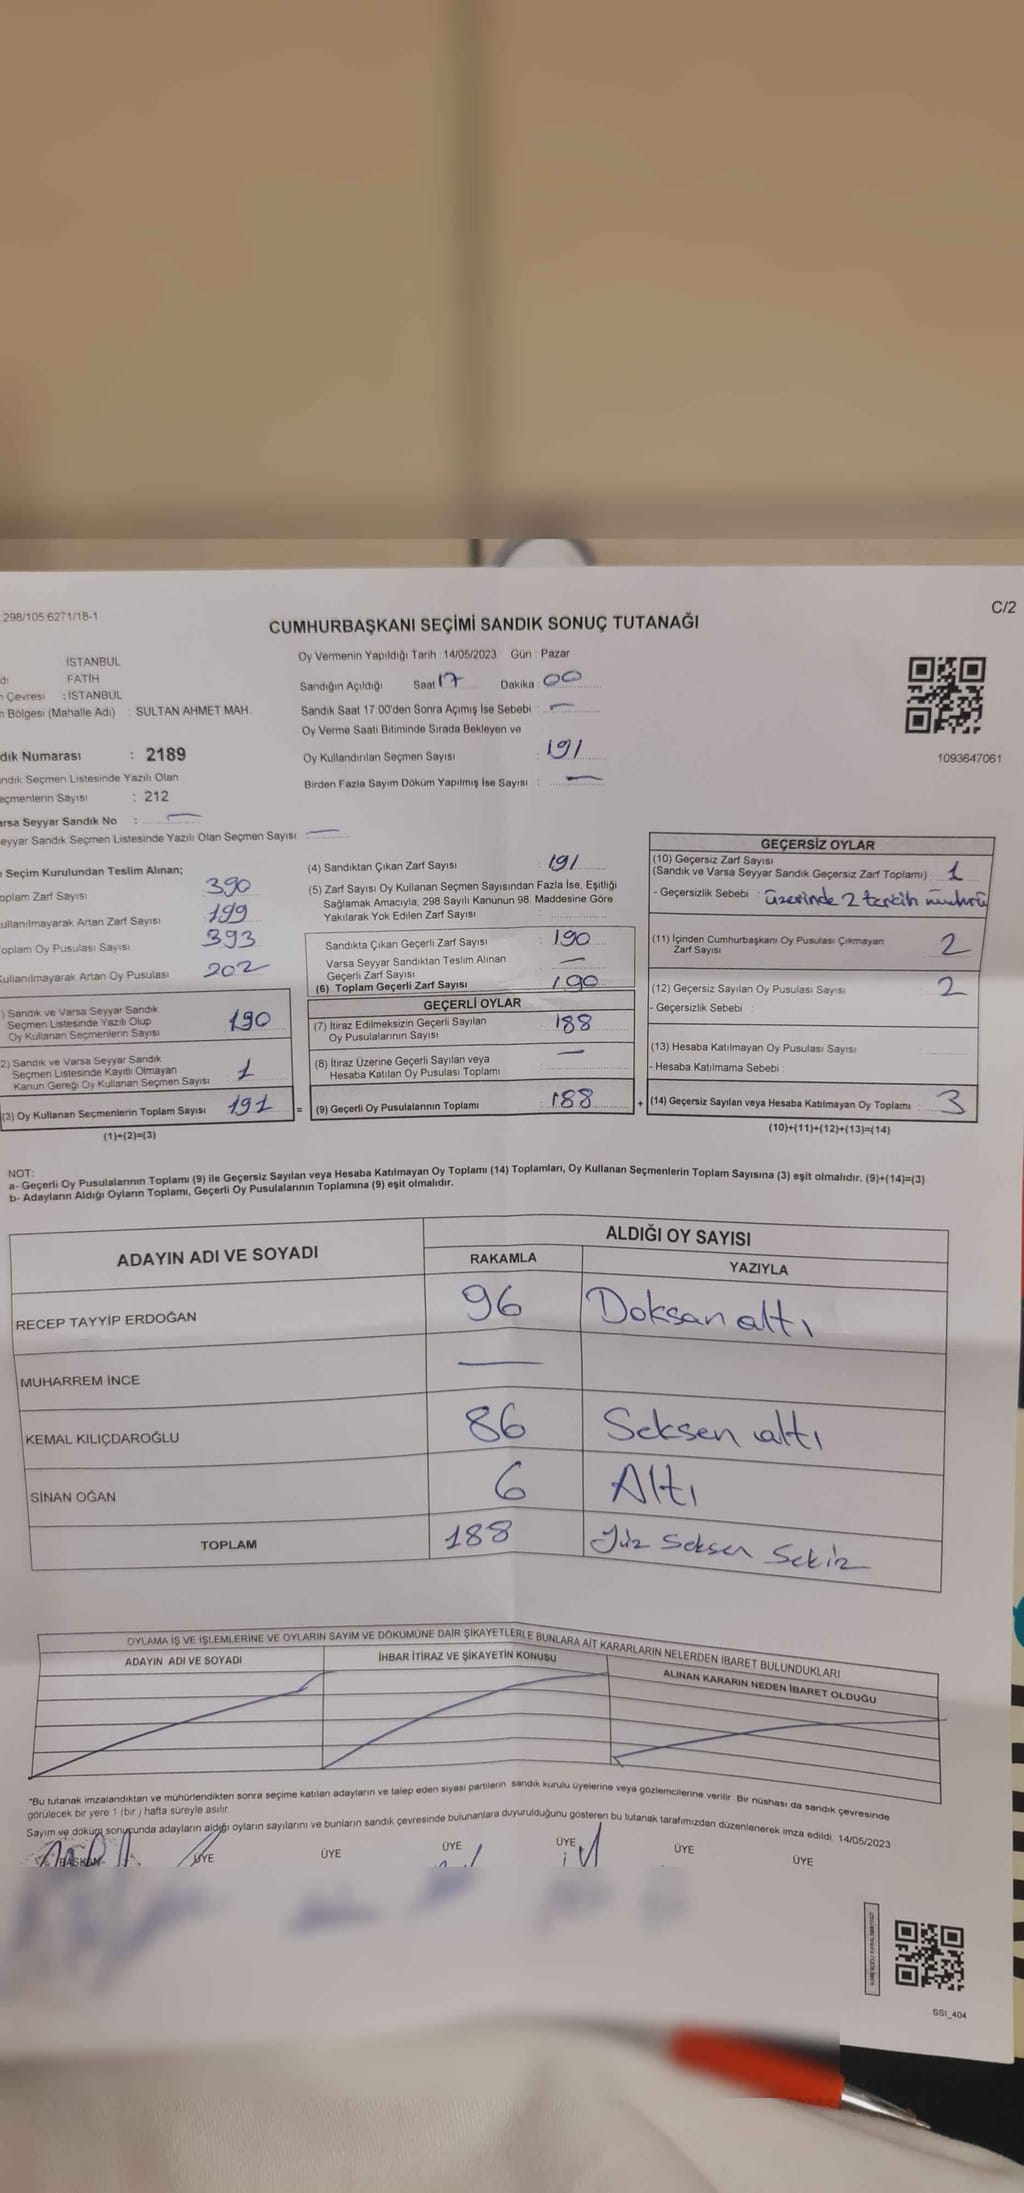 298/105:6271/18-1
C/2
CUMHURBAŞKANI SEÇİMİ SANDIK SONUÇ TUTANAĞI
İSTANBUL
dı: FATİH
n Çevresi : İSTANBUL
n Bölgesi (Mahalle Adı) : SULTAN AHMET MAH.
dık Numarası : 2189
ndık Seçmen Listesinde Yazılı Olan
eçmenlerin Sayısı : 212
arsa Seyyar Sandık No : —
eyyar Sandık Seçmen Listesinde Yazılı Olan Seçmen Sayısı: —
Oy Vermenin Yapıldığı Tarih 14/05/2023 Gün : Pazar
Sandığın Açıldığı Saat 17 Dakika : 00
Sandık Saat 17:00'den Sonra Açımış İse Sebebi : —
Oy Verme Saati Bitiminde Sırada Bekleyen ve
Oy Kullandırılan Seçmen Sayısı : 191
Birden Fazla Sayım Döküm Yapılmış İse Sayısı : —
1093647061
e Seçim Kurulundan Teslim Alınan;
oplam Zarf Sayısı 390
ullanılmayarak Artan Zarf Sayısı 199
oplam Oy Pusulası Sayısı 393
Kullanılmayarak Artan Oy Pusulası 202
) Sandık ve Varsa Seyyar Sandık
Seçmen Listesinde Yazılı Olup
Oy Kullanan Seçmenlerin Sayısı 190
2) Sandık ve Varsa Seyyar Sandık
Seçmen Listesinde Kayıtlı Olmayan
Kanun Gereği Oy Kullanan Seçmen Sayısı 1
(3) Oy Kullanan Seçmenlerin Toplam Sayısı 191
(1)+(2)=(3)
(4) Sandıktan Çıkan Zarf Sayısı : 191
(5) Zarf Sayısı Oy Kullanan Seçmen Sayısından Fazla İse, Eşitliği
Sağlamak Amacıyla, 298 Sayılı Kanunun 98. Maddesine Göre
Yakılarak Yok Edilen Zarf Sayısı :
Sandıkta Çıkan Geçerli Zarf Sayısı : 190
Varsa Seyyar Sandıktan Teslim Alınan
Geçerli Zarf Sayısı : —
(6) Toplam Geçerli Zarf Sayısı : 190
GEÇERLİ OYLAR
(7) İtiraz Edilmeksizin Geçerli Sayılan
Oy Pusulalarının Sayısı : 188
(8) İtiraz Üzerine Geçerli Sayılan veya
Hesaba Katılan Oy Pusulası Toplamı : —
= (9) Geçerli Oy Pusulalarının Toplamı : 188 +
GEÇERSİZ OYLAR
(10) Geçersiz Zarf Sayısı
(Sandık ve Varsa Seyyar Sandık Geçersiz Zarf Toplamı) : 1
- Geçersizlik Sebebi : üzerinde 2 tercih mührü
(11) İçinden Cumhurbaşkanı Oy Pusulası Çıkmayan
Zarf Sayısı : 2
(12) Geçersiz Sayılan Oy Pusulası Sayısı : 2
- Geçersizlik Sebebi :
(13) Hesaba Katılmayan Oy Pusulası Sayısı :
- Hesaba Katılmama Sebebi :
(14) Geçersiz Sayılan veya Hesaba Katılmayan Oy Toplamı : 3
(10)+(11)+(12)+(13)=(14)
NOT:
a- Geçerli Oy Pusulalarının Toplamı (9) ile Geçersiz Sayılan veya Hesaba Katılmayan Oy Toplamı (14) Toplamları, Oy Kullanan Seçmenlerin Toplam Sayısına (3) eşit olmalıdır. (9)+(14)=(3)
b- Adayların Aldığı Oyların Toplamı, Geçerli Oy Pusulalarının Toplamına (9) eşit olmalıdır.
ADAYIN ADI VE SOYADI ALDIĞI OY SAYISI
RAKAMLA YAZIYLA
RECEP TAYYİP ERDOĞAN 96 Doksan altı
MUHARREM İNCE —
KEMAL KILIÇDAROĞLU 86 Seksen altı
SİNAN OĞAN 6 Altı
TOPLAM 188 Yüz Seksen Sekiz
OYLAMA İŞ VE İŞLEMLERİNE VE OYLARIN SAYIM VE DÖKÜMÜNE DAİR ŞİKAYETLERLE BUNLARA AİT KARARLARIN NELERDEN İBARET BULUNDUKLARI
ADAYIN ADI VE SOYADI İHBAR İTİRAZ VE ŞİKAYETİN KONUSU ALINAN KARARIN NEDEN İBARET OLDUĞU
*Bu tutanak imzalandıktan ve mühürlendikten sonra seçime katılan adayların ve talep eden siyasi partilerin sandık kurulu üyelerine veya gözlemcilerine verilir. Bir nüshası da sandık çevresinde
görülecek bir yere 1 (bir ) hafta süreyle asılır.
Sayım ve döküm sonucunda adayların aldığı oyların sayılarını ve bunların sandık çevresinde bulunanlara duyurulduğunu gösteren bu tutanak tarafımızdan düzenlenerek imza edildi. 14/05/2023
BAŞKAN ÜYE ÜYE ÜYE ÜYE ÜYE ÜYE
SSI_404